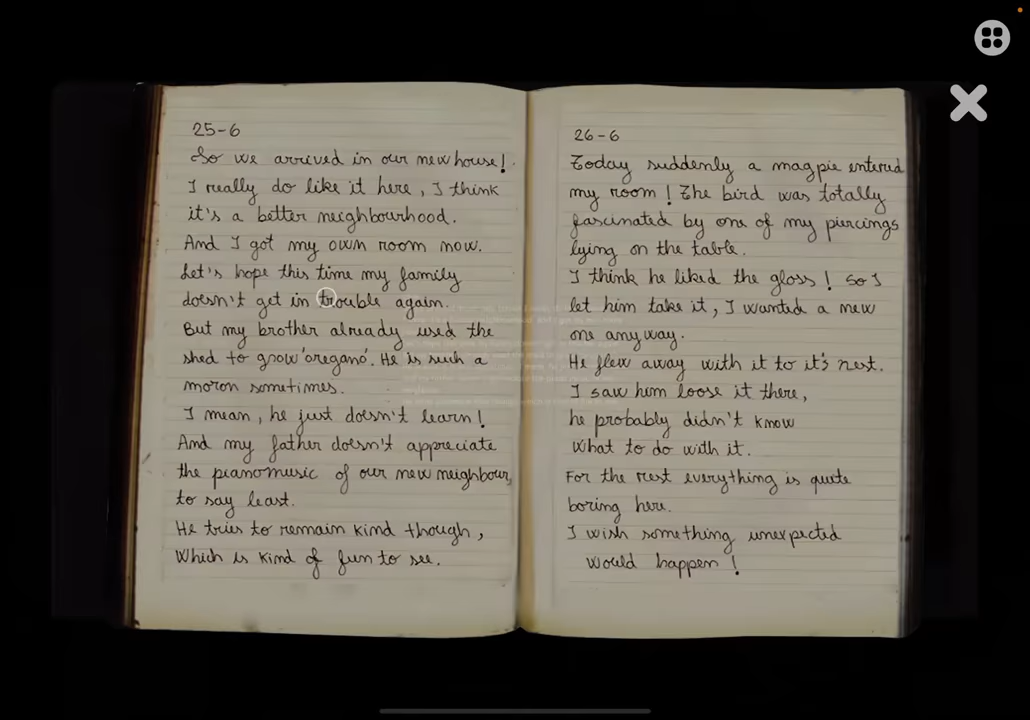 25-6
So we arrived in our new house!
I really do like it here, I think
it's a better neighbourhood.
And I got my own room now.
Let's hope this time my family
doesn't get in trouble again.
But my brother already used the
shed to grow 'oregano'. He is such a
moron sometimes.
I mean, he just doesn't learn!
And my father doesn't appreciate
the pianomusic of our new neighbour,
to say least.
He tries to remain kind though,
Which is kind of fun to see.
26-6
Today suddenly a magpie entered
my room! The bird was totally
fascinated by one of my piercings
lying on the table.
I think he liked the gloss! So I
let him take it, I wanted a new
one anyway.
He flew away with it to it's nest.
I saw him loose it there,
he probably didn't know
What to do with it.
For the rest everything is quite
boring here.
I wish something unexpected
would happen!